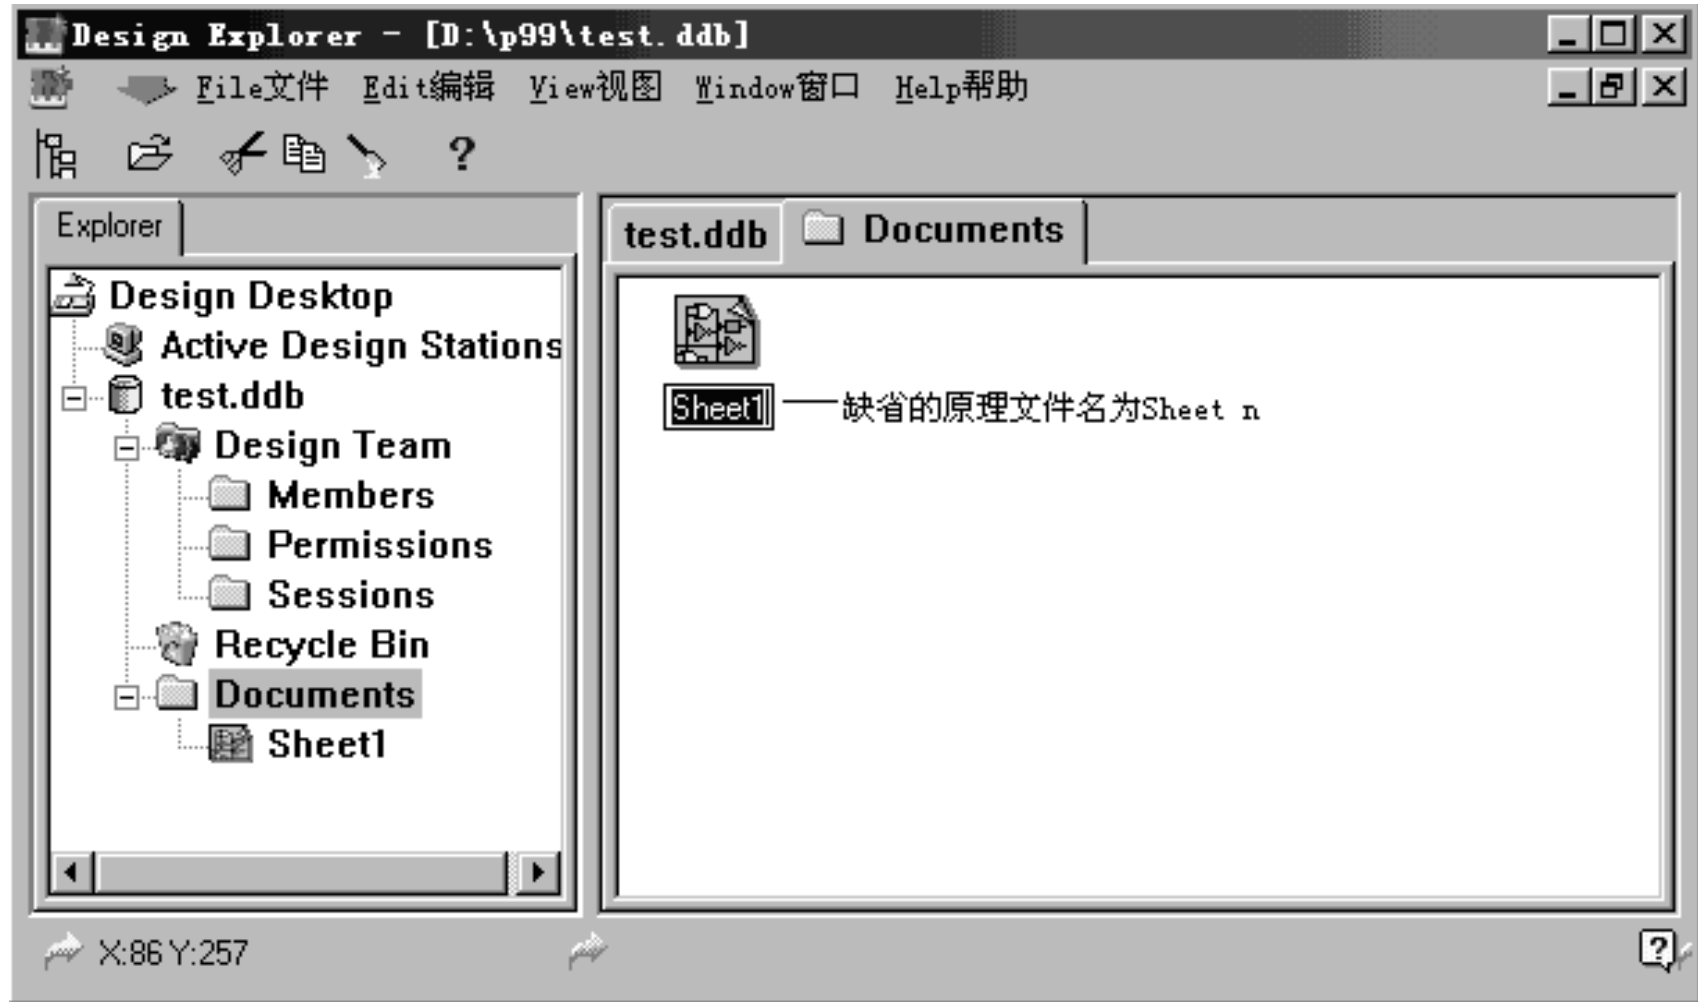 Design Explorer - [D:\p99\test.ddb]
File文件 Edit编辑 View视图 Window窗口 Help帮助
?
Explorer
Design Desktop
Active Design Stations
test.ddb
Design Team
Members
Permissions
Sessions
Recycle Bin
Documents
Sheet1
test.ddb Documents
Sheet1 缺省的原理文件名为Sheet n
X:86 Y:257
?